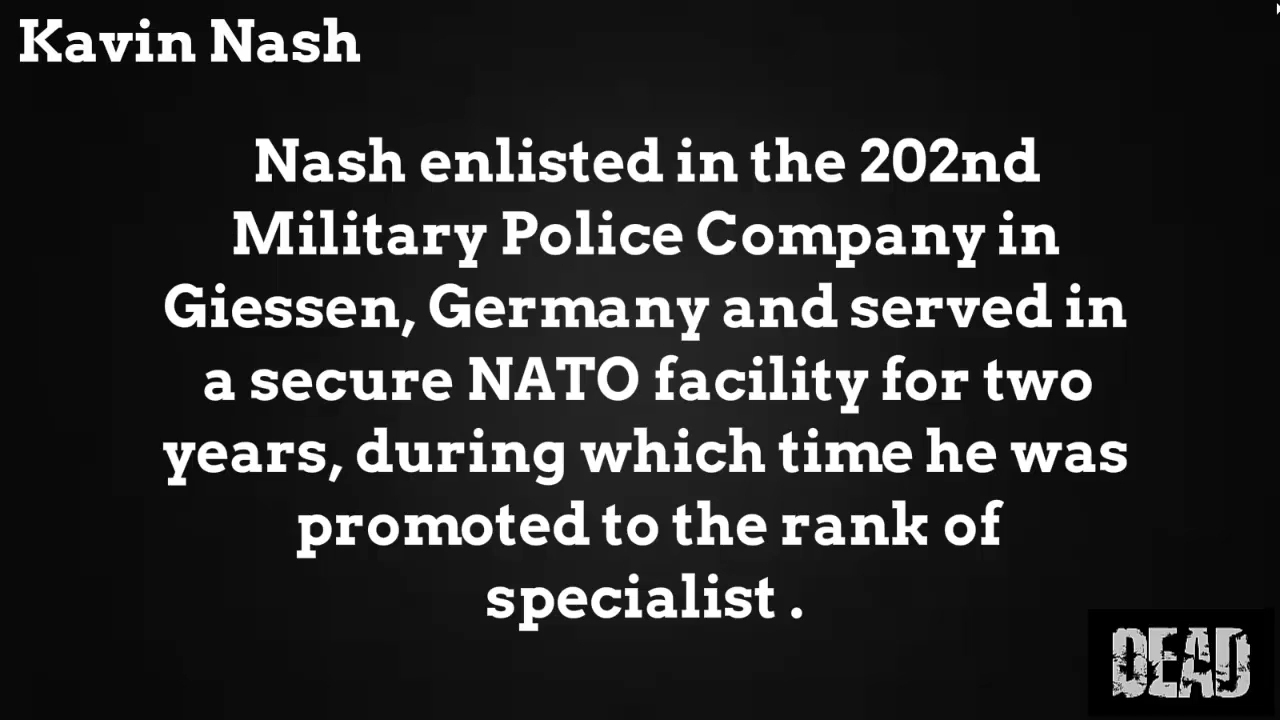 Kavin Nash
Nash enlisted in the 202nd
Military Police Company in
Giessen, Germany and served in
a secure NATO facility for two
years, during which time he was
promoted to the rank of
specialist .
DEAD